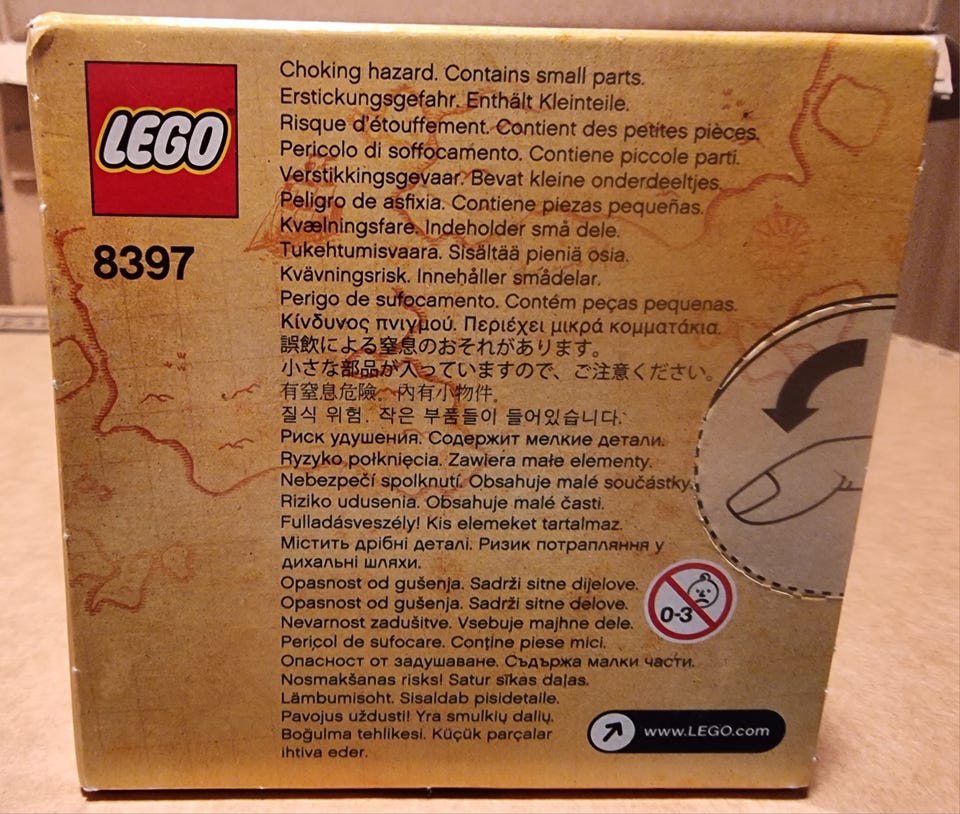 LEGO®
8397
Choking hazard. Contains small parts.
Erstickungsgefahr. Enthält Kleinteile.
Risque d'étouffement. Contient des petites pièces.
Pericolo di soffocamento. Contiene piccole parti.
Verstikkingsgevaar. Bevat kleine onderdeeltjes.
Peligro de asfixia. Contiene piezas pequeñas.
Kvælningsfare. Indeholder små dele.
Tukehtumisvaara. Sisältää pieniä osia.
Kvävningsrisk. Innehåller smådelar.
Perigo de sufocamento. Contém peças pequenas.
Κίνδυνος πνιγμού. Περιέχει μικρά κομματάκια.
誤飲による窒息のおそれがあります。
小さな部品が入っていますので、ご注意ください。
有窒息危險。內有小物件.
질식 위험. 작은 부품들이 들어있습니다.
Риск удушения. Содержит мелкие детали.
Ryzyko połknięcia. Zawiera małe elementy.
Nebezpečí spolknutí. Obsahuje malé součástky.
Riziko udusenia. Obsahuje malé časti.
Fulladásveszély! Kis elemeket tartalmaz.
Містить дрібні деталі. Ризик потрапляння у
дихальні шляхи.
Opasnost od gušenja. Sadrži sitne dijelove.
Opasnost od gušenja. Sadrži sitne delove.
Nevarnost zadušitve. Vsebuje majhne dele.
Pericol de sufocare. Conţine piese mici.
Опасност от задушаване. Съдържа малки части.
Nosmakšanas risks! Satur sīkas daļas.
Lämbumisoht. Sisaldab pisidetaile.
Pavojus uždusti! Yra smulkių dalių.
Boğulma tehlikesi. Küçük parçalar
ihtiva eder.
0-3
www.LEGO.com